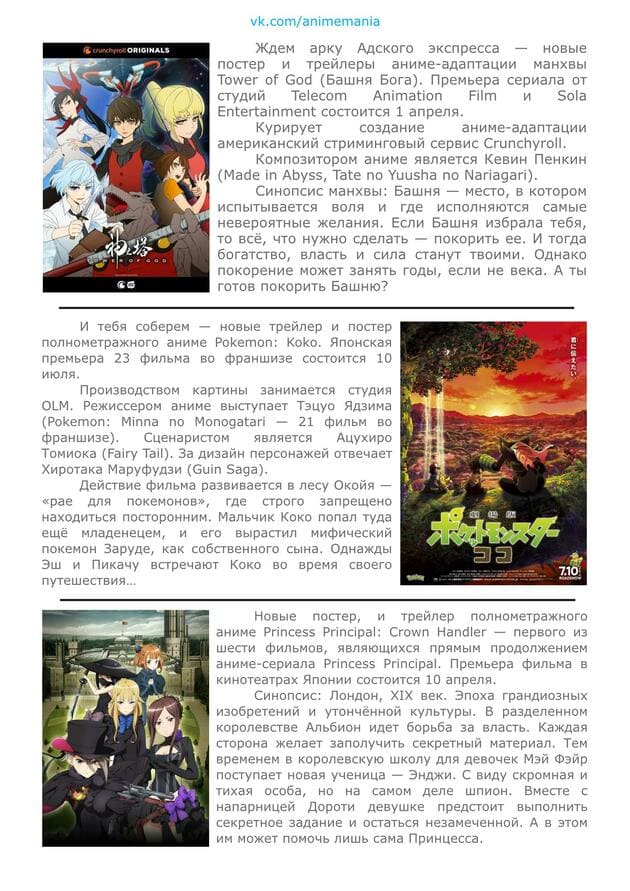 vk.com/animemania
crunchyroll ORIGINALS
神之塔
TOWER OF GOD
Ждем арку Адского экспресса — новые
постер и трейлеры аниме-адаптации манхвы
Tower of God (Башня Бога). Премьера сериала от
студий Telecom Animation Film и Sola
Entertainment состоится 1 апреля.
Курирует создание аниме-адаптации
американский стриминговый сервис Crunchyroll.
Композитором аниме является Кевин Пенкин
(Made in Abyss, Tate no Yuusha no Nariagari).
Синопсис манхвы: Башня — место, в котором
испытывается воля и где исполняются самые
невероятные желания. Если Башня избрала тебя,
то всё, что нужно сделать — покорить ее. И тогда
богатство, власть и сила станут твоими. Однако
покорение может занять годы, если не века. А ты
готов покорить Башню?
И тебя соберем — новые трейлер и постер
полнометражного аниме Pokemon: Koko. Японская
премьера 23 фильма во франшизе состоится 10
июля.
Производством картины занимается студия
OLM. Режиссером аниме выступает Тэцуо Ядзима
(Pokemon: Minna no Monogatari — 21 фильм во
франшизе). Сценаристом является Ацухиро
Томиока (Fairy Tail). За дизайн персонажей отвечает
Хиротака Маруфудзи (Guin Saga).
Действие фильма развивается в лесу Окойя —
«рае для покемонов», где строго запрещено
находиться посторонним. Мальчик Коко попал туда
ещё младенецем, и его вырастил мифический
покемон Заруде, как собственного сына. Однажды
Эш и Пикачу встречают Коко во время своего
путешествия…
君に伝えたい
劇場版
ポケットモンスター
ココ
7.10
ROADSHOW
Pokémon
Новые постер, и трейлер полнометражного
аниме Princess Principal: Crown Handler — первого из
шести фильмов, являющихся прямым продолжением
аниме-сериала Princess Principal. Премьера фильма в
кинотеатрах Японии состоится 10 апреля.
Синопсис: Лондон, XIX век. Эпоха грандиозных
изобретений и утончённой культуры. В разделенном
королевстве Альбион идет борьба за власть. Каждая
сторона желает заполучить секретный материал. Тем
временем в королевскую школу для девочек Мэй Фэйр
поступает новая ученица — Энджи. С виду скромная и
тихая особа, но на самом деле шпион. Вместе с
напарницей Дороти девушке предстоит выполнить
секретное задание и остаться незамеченной. А в этом
им может помочь лишь сама Принцесса.